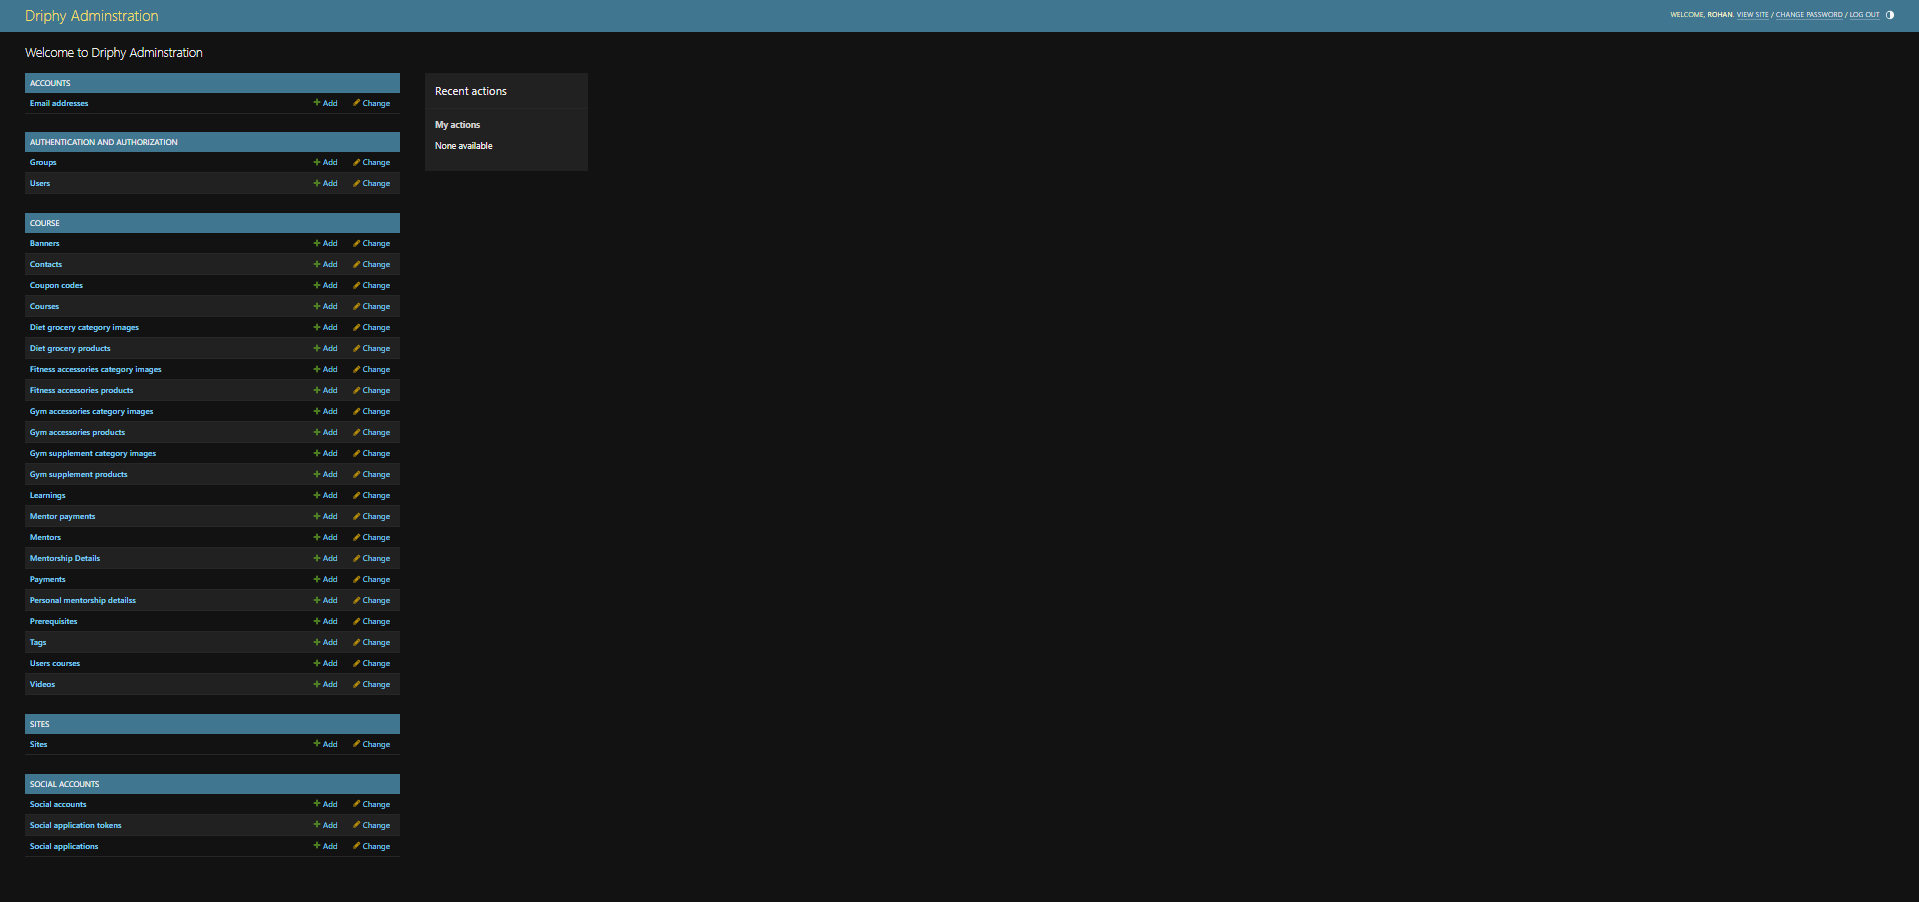 Driphy Adminstration
WELCOME, ROHAN. VIEW SITE / CHANGE PASSWORD / LOG OUT
Welcome to Driphy Adminstration
ACCOUNTS
Email addresses Add Change
AUTHENTICATION AND AUTHORIZATION
Groups Add Change
Users Add Change
COURSE
Banners Add Change
Contacts Add Change
Coupon codes Add Change
Courses Add Change
Diet grocery category images Add Change
Diet grocery products Add Change
Fitness accessories category images Add Change
Fitness accessories products Add Change
Gym accessories category images Add Change
Gym accessories products Add Change
Gym supplement category images Add Change
Gym supplement products Add Change
Learnings Add Change
Mentor payments Add Change
Mentors Add Change
Mentorship Details Add Change
Payments Add Change
Personal mentorship detailss Add Change
Prerequisites Add Change
Tags Add Change
Users courses Add Change
Videos Add Change
SITES
Sites Add Change
SOCIAL ACCOUNTS
Social accounts Add Change
Social application tokens Add Change
Social applications Add Change
Recent actions
My actions
None available